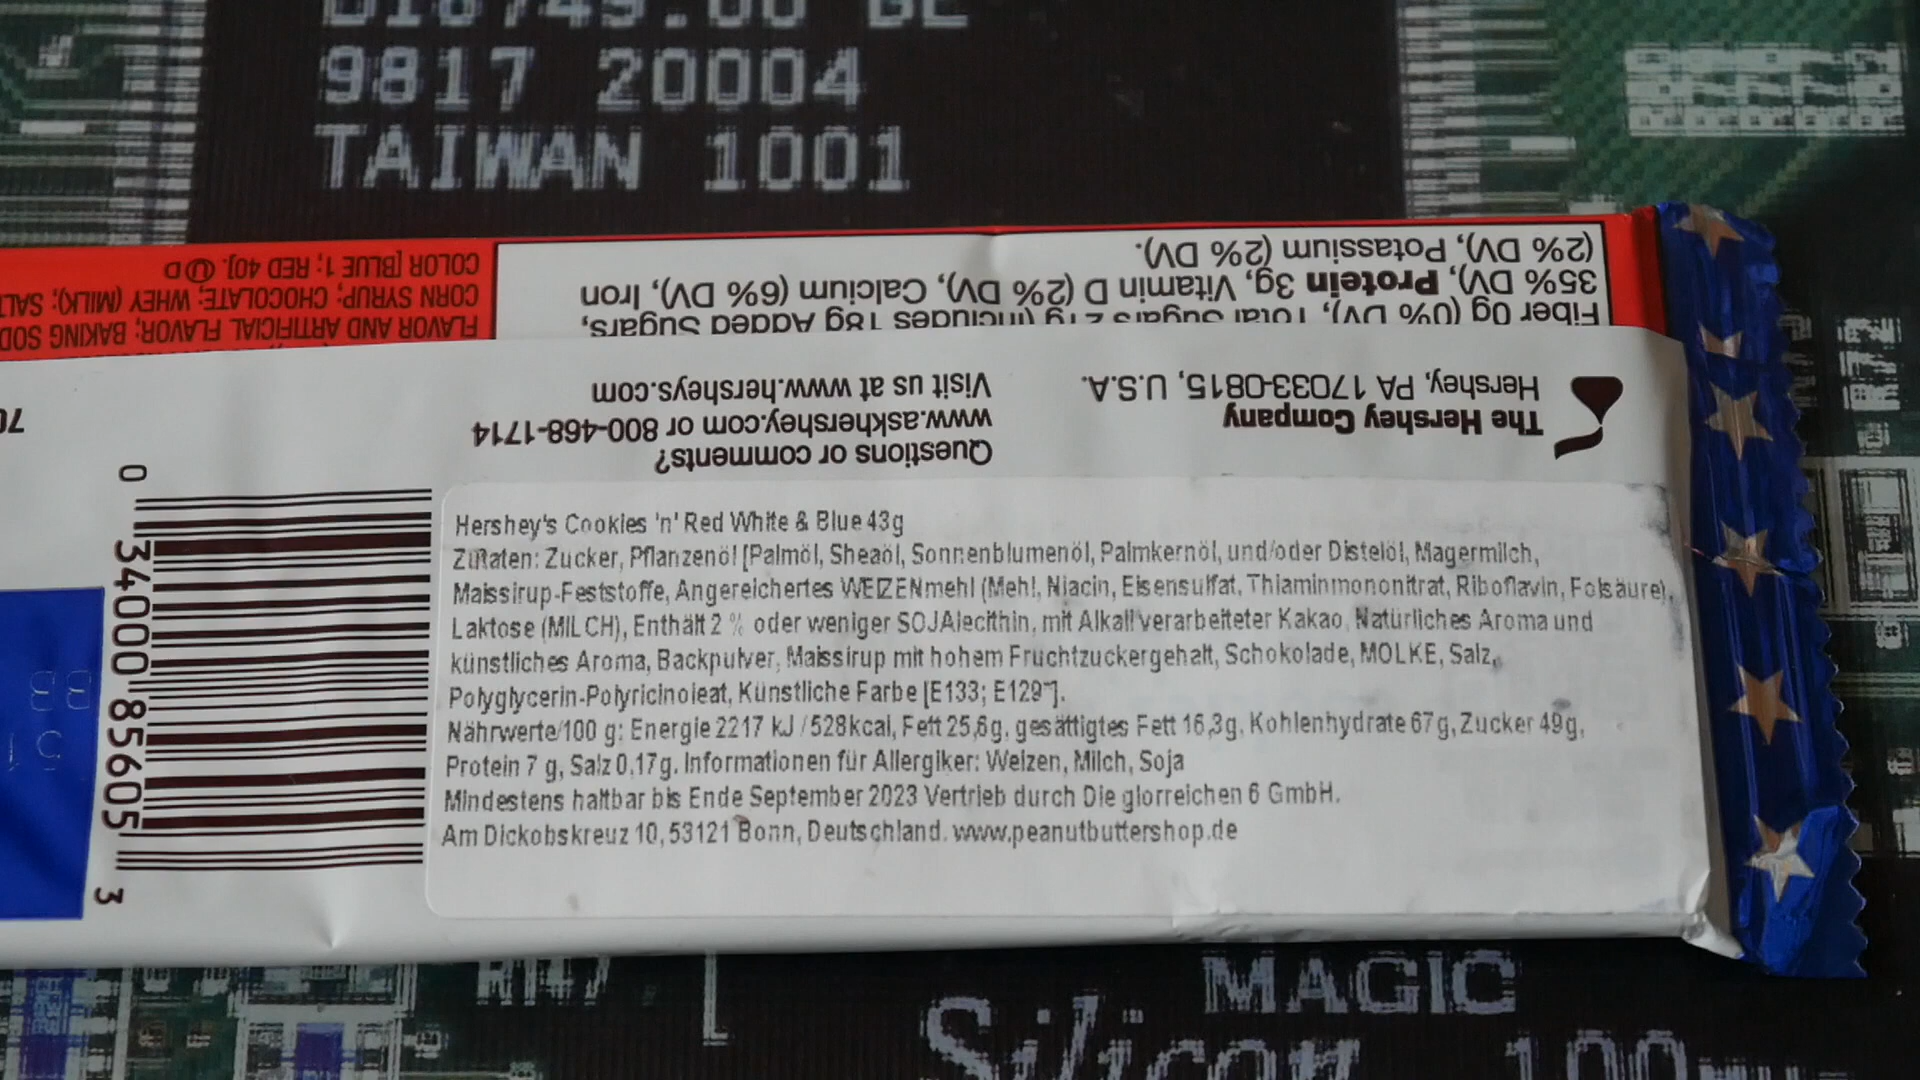 9817 20004
TAIWAN 1001
FLAVOR AND ARTIFICIAL FLAVOR; BAKING SOD
CORN SYRUP; CHOCOLATE; WHEY (MILK); SALT
COLOR [BLUE 1; RED 40]. U D
Fiber 0g (0% DV), Total Sugars 21g (Includes 18g Added Sugars,
35% DV), Protein 3g, Vitamin D (2% DV), Calcium (6% DV), Iron
(2% DV), Potassium (2% DV).
The Hershey Company
Hershey, PA 17033-0815, U.S.A.
Questions or comments?
www.askhershey.com or 800-468-1714
Visit us at www.hersheys.com
70
0 34000 85605 3
Hershey's Cookies 'n' Red White & Blue 43g
Zutaten: Zucker, Pflanzenöl [Palmöl, Sheaöl, Sonnenblumenöl, Palmkernöl, und/oder Distelöl, Magermilch,
Maissirup-Feststoffe, Angereichertes WEIZENmehl (Mehl, Niacin, Eisensulfat, Thiaminmononitrat, Riboflavin, Folsäure),
Laktose (MILCH), Enthält 2 % oder weniger SOJAlecithin, mit Alkali verarbeiteter Kakao, Natürliches Aroma und
künstliches Aroma, Backpulver, Maissirup mit hohem Fruchtzuckergehalt, Schokolade, MOLKE, Salz,
Polyglycerin-Polyricinoleat, Künstliche Farbe [E133; E129"].
Nährwerte/100 g: Energie 2217 kJ / 528kcal, Fett 25,6g, gesättigtes Fett 16,3g, Kohlenhydrate 67 g, Zucker 49g,
Protein 7 g, Salz 0,17g. Informationen für Allergiker: Weizen, Milch, Soja
Mindestens haltbar bis Ende September 2023 Vertrieb durch Die glorreichen 6 GmbH.
Am Dickobskreuz 10, 53121 Bonn, Deutschland. www.peanutbuttershop.de
MAGIC
Silicon 100